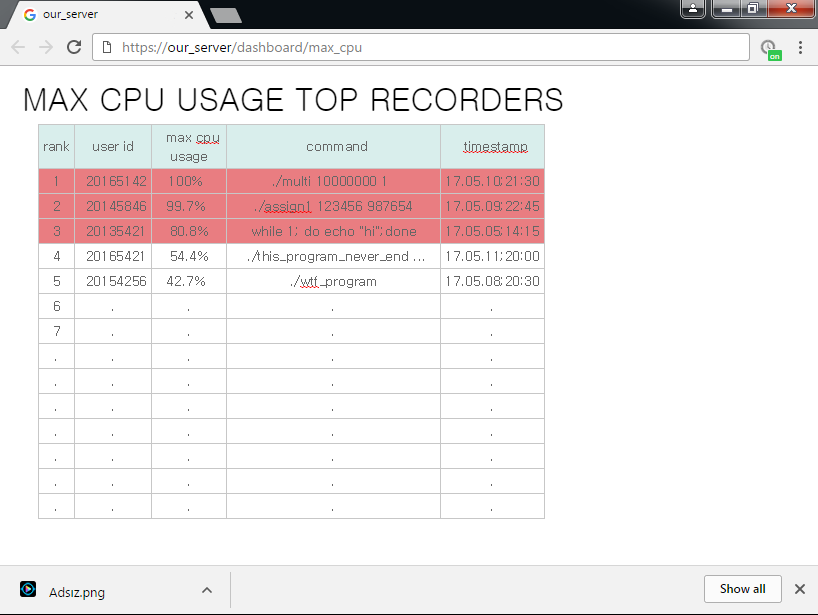 our_server
https://our_server/dashboard/max_cpu
on
MAX CPU USAGE TOP RECORDERS
rank user id max cpu usage command timestamp
1 20165142 100% ./multi 10000000 1 17.05.10;21:30
2 20145846 99.7% ./assign1 123456 987654 17.05.09;22:45
3 20135421 80.8% while 1; do echo "hi";done 17.05.05;14:15
4 20165421 54.4% ./this_program_never_end ... 17.05.11;20:00
5 20154256 42.7% ./wtf_program 17.05.08;20:30
6 . . . .
7 . . . .
. . . . .
. . . . .
. . . . .
. . . . .
. . . . .
. . . . .
. . . . .
Adsız.png
Show all